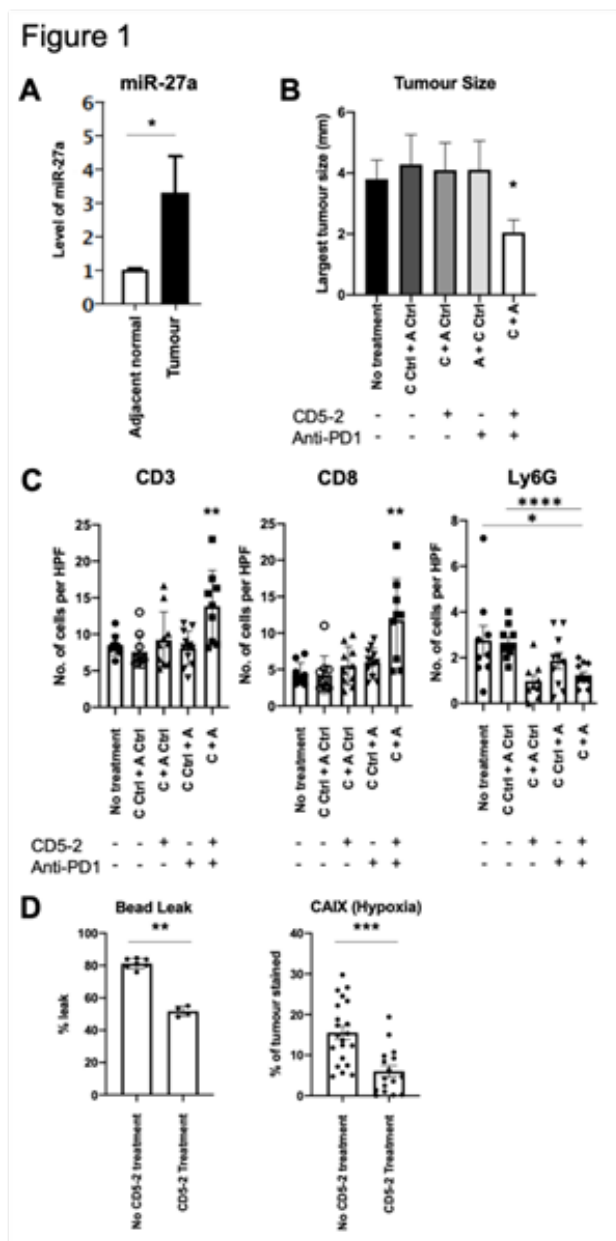 Figure 1
A
miR-27a
Level of miR-27a
6
5
4
3
2
1
0
*
Adjacent normal
Tumour
B
Tumour Size
Largest tumour size (mm)
6
4
2
0
*
No treatment
C Ctrl + A Ctrl
C + A Ctrl
A + C Ctrl
C + A
CD5-2 - - + - +
Anti-PD1 - - - + +
C
CD3
No. of cells per HPF
25
20
15
10
5
0
**
No treatment
C Ctrl + A Ctrl
C + A Ctrl
C Ctrl + A
C + A
CD8
No. of cells per HPF
25
20
15
10
5
0
**
No treatment
C Ctrl + A Ctrl
C + A Ctrl
C Ctrl + A
C + A
Ly6G
No. of cells per HPF
8
6
4
2
0
****
*
No treatment
C Ctrl + A Ctrl
C + A Ctrl
C Ctrl + A
C + A
CD5-2 - - + - + - - + - + - - + - +
Anti-PD1 - - - + + - - - + + - - - + +
D
Bead Leak
% leak
100
80
60
40
20
0
**
No CD5-2 treatment
CD5-2 Treatment
CAIX (Hypoxia)
% of tumour stained
40
30
20
10
0
***
No CD5-2 treatment
CD5-2 Treatment